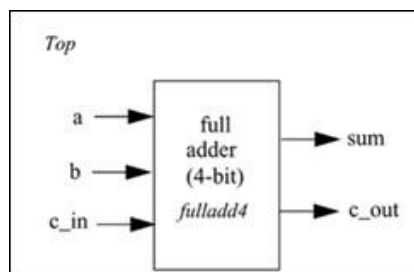 Top
a
b
c_in
full
adder
(4-bit)
fulladd4
sum
c_out